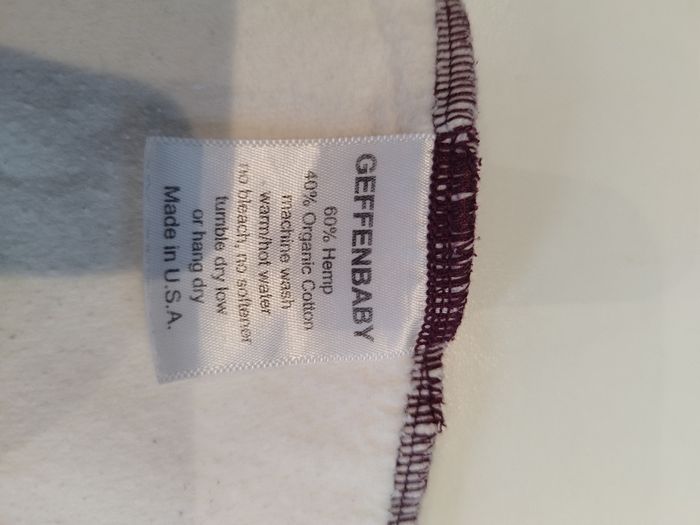 GEFFENBABY
60% Hemp
40% Organic Cotton
machine wash
warm/hot water
no bleach, no softener
tumble dry low
or hang dry
Made in U.S.A.